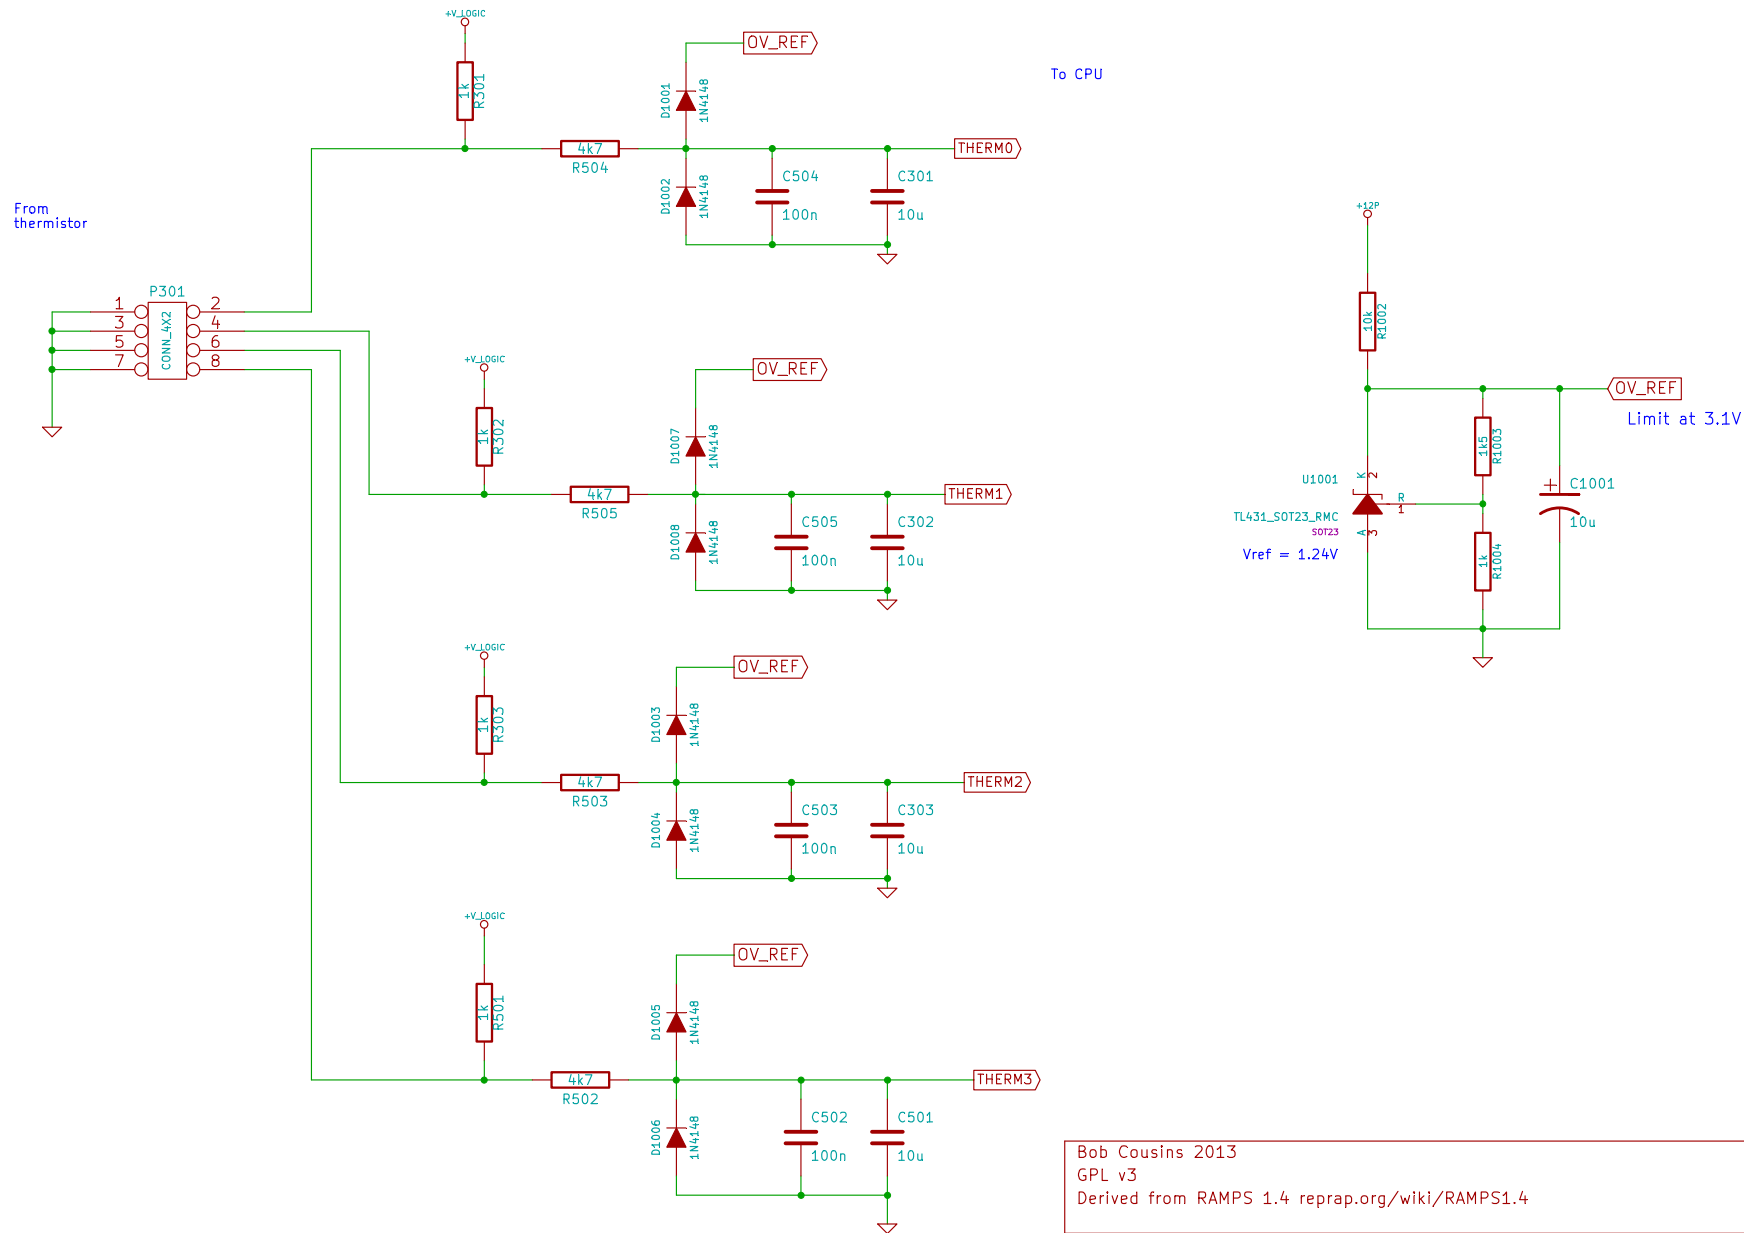 +V_LOGIC
1k
R301
4k7
R504
OV_REF
D1001
1N4148
D1002
1N4148
C504
100n
C301
10u
THERM0
To CPU
From
thermistor
P301
CONN_4X2
1
3
5
7
2
4
6
8
+V_LOGIC
1k
R302
4k7
R505
OV_REF
D1007
1N4148
D1008
1N4148
C505
100n
C302
10u
THERM1
+V_LOGIC
1k
R303
4k7
R503
OV_REF
D1003
1N4148
D1004
1N4148
C503
100n
C303
10u
THERM2
+V_LOGIC
1k
R501
4k7
R502
OV_REF
D1005
1N4148
D1006
1N4148
C502
100n
C501
10u
THERM3
+12P
10k
R1002
OV_REF
Limit at 3.1V
1k5
R1003
1k
R1004
C1001
10u
U1001
TL431_SOT23_RMC
SOT23
Vref = 1.24V
K
2
R
1
A
3
Bob Cousins 2013
GPL v3
Derived from RAMPS 1.4 reprap.org/wiki/RAMPS1.4